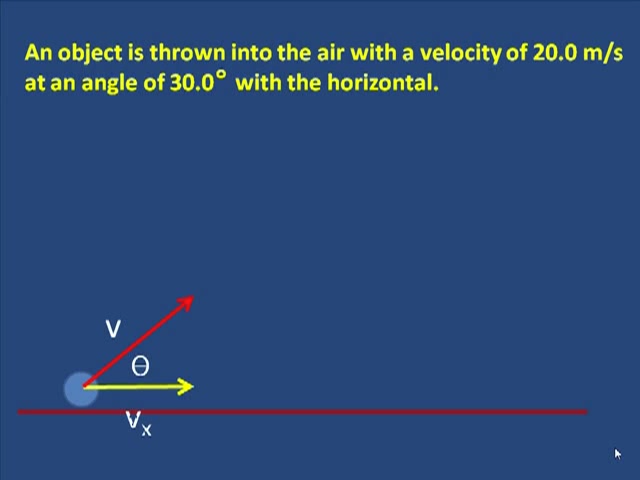 An object is thrown into the air with a velocity of 20.0 m/s
at an angle of 30.0° with the horizontal.
V
Θ
Vx